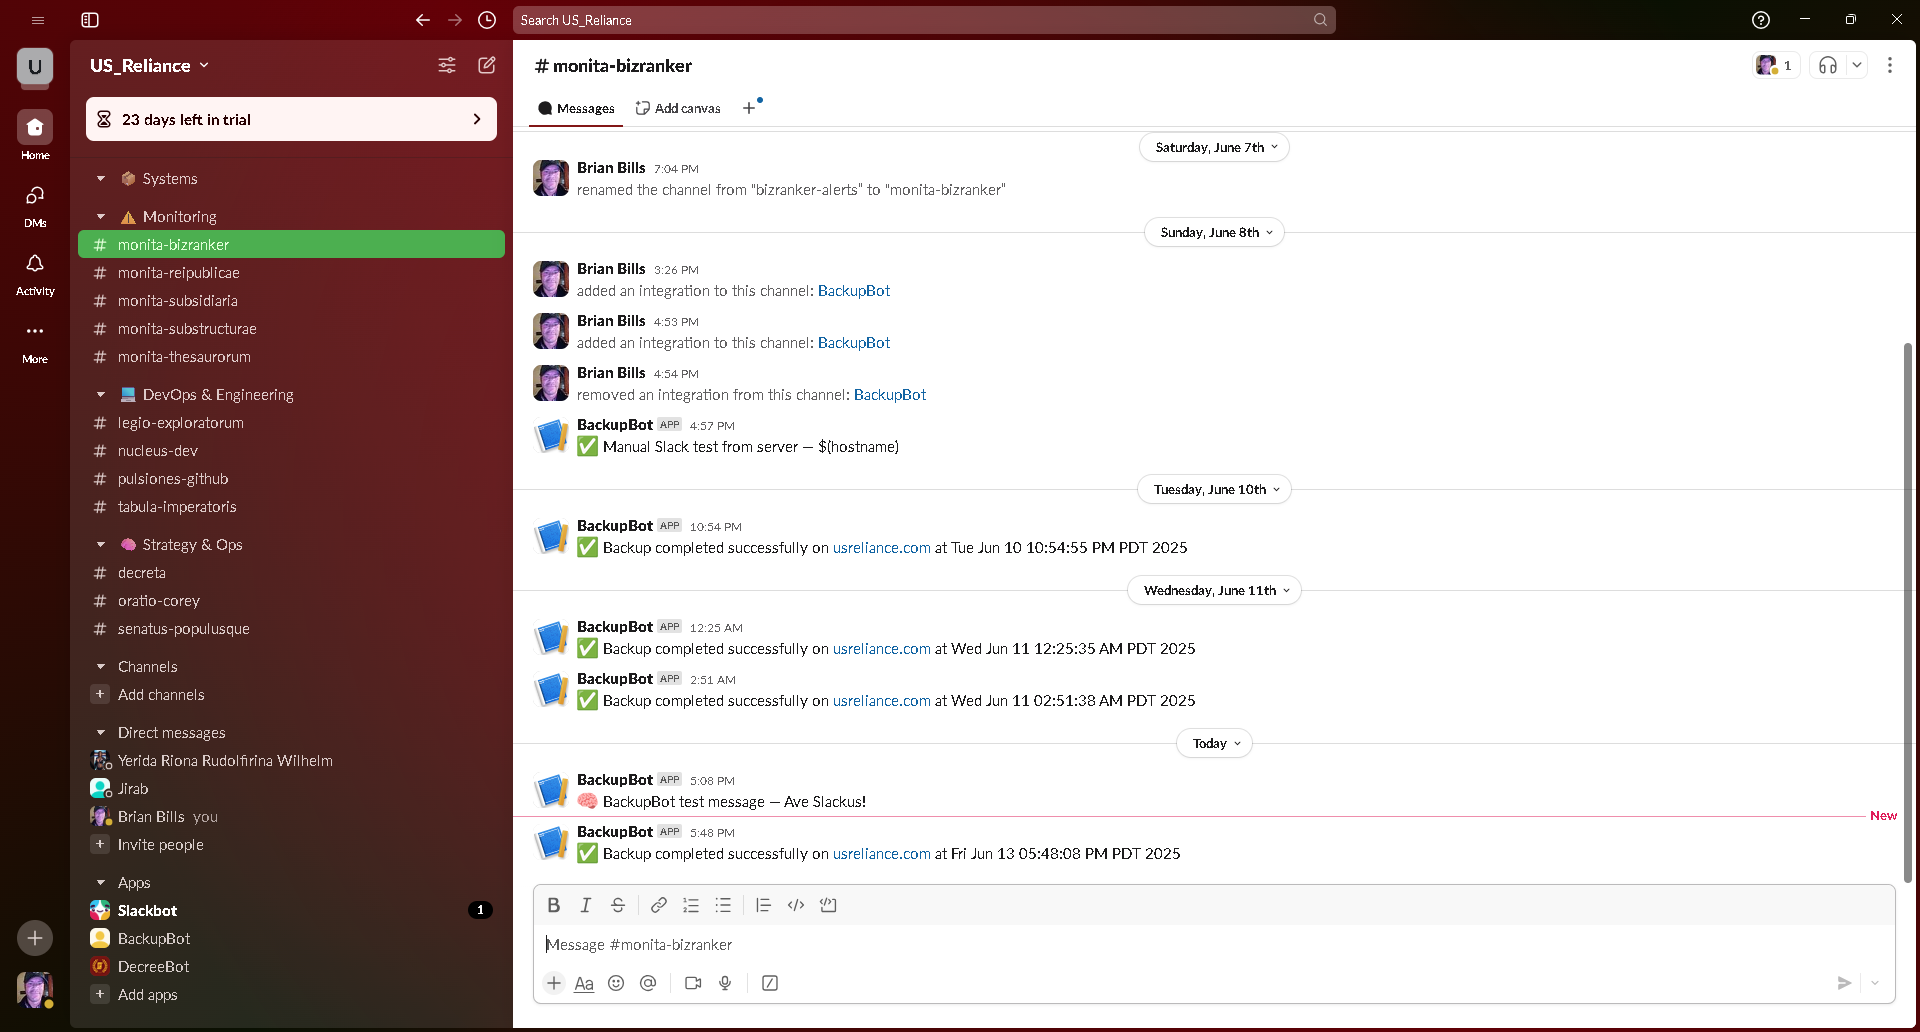 Search US_Reliance
U
US_Reliance
23 days left in trial
Home
DMs
Activity
More
Systems
Monitoring
# monita-bizranker
# monita-reipublicae
# monita-subsidiaria
# monita-substructurae
# monita-thesaurorum
DevOps & Engineering
# legio-exploratorum
# nucleus-dev
# pulsiones-github
# tabula-imperatoris
Strategy & Ops
# decreta
# oratio-corey
# senatus-populusque
Channels
Add channels
Direct messages
Yerida Riona Rudolfirina Wilhelm
Jirab
Brian Bills you
Invite people
Apps
Slackbot 1
BackupBot
DecreeBot
Add apps
# monita-bizranker
1
Messages Add canvas
Saturday, June 7th
Brian Bills 7:04 PM
renamed the channel from "bizranker-alerts" to "monita-bizranker"
Sunday, June 8th
Brian Bills 3:26 PM
added an integration to this channel: BackupBot
Brian Bills 4:53 PM
added an integration to this channel: BackupBot
Brian Bills 4:54 PM
removed an integration from this channel: BackupBot
BackupBot APP 4:57 PM
✅ Manual Slack test from server — $(hostname)
Tuesday, June 10th
BackupBot APP 10:54 PM
✅ Backup completed successfully on usreliance.com at Tue Jun 10 10:54:55 PM PDT 2025
Wednesday, June 11th
BackupBot APP 12:25 AM
✅ Backup completed successfully on usreliance.com at Wed Jun 11 12:25:35 AM PDT 2025
BackupBot APP 2:51 AM
✅ Backup completed successfully on usreliance.com at Wed Jun 11 02:51:38 AM PDT 2025
Today
BackupBot APP 5:08 PM
🧠 BackupBot test message — Ave Slackus!
New
BackupBot APP 5:48 PM
✅ Backup completed successfully on usreliance.com at Fri Jun 13 05:48:08 PM PDT 2025
Message #monita-bizranker
Aa